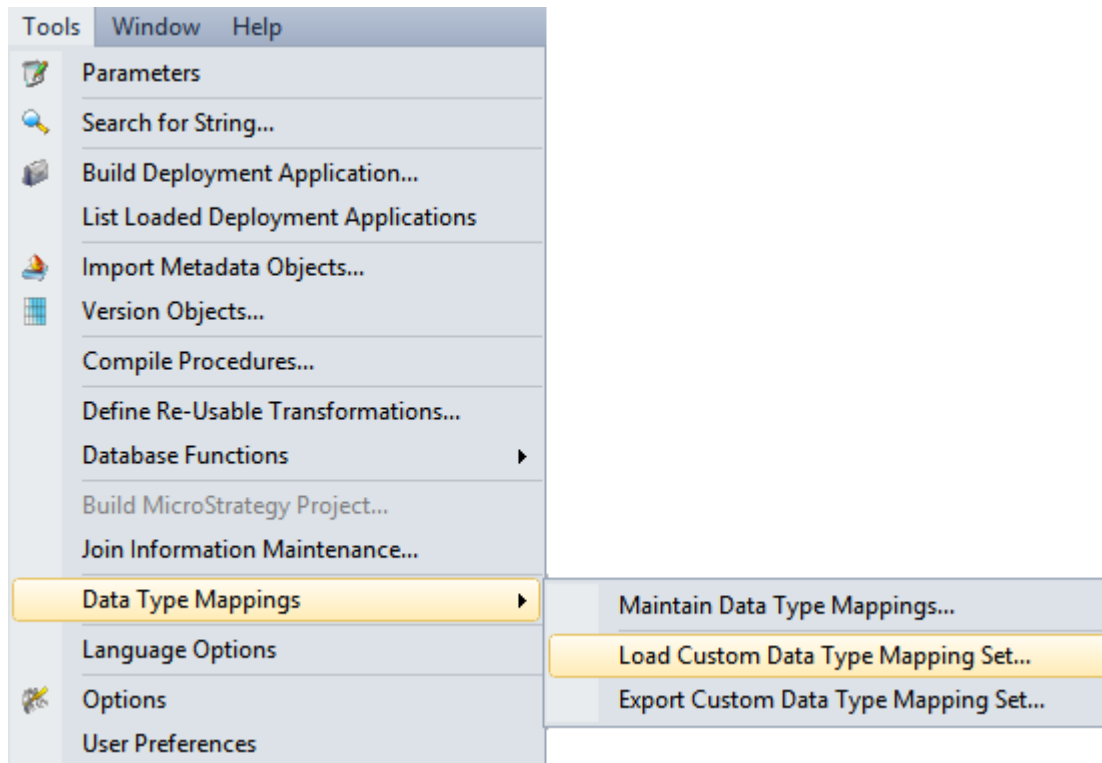 Tools Window Help
Parameters
Search for String...
Build Deployment Application...
List Loaded Deployment Applications
Import Metadata Objects...
Version Objects...
Compile Procedures...
Define Re-Usable Transformations...
Database Functions
Build MicroStrategy Project...
Join Information Maintenance...
Data Type Mappings
Maintain Data Type Mappings...
Load Custom Data Type Mapping Set...
Export Custom Data Type Mapping Set...
Language Options
Options
User Preferences